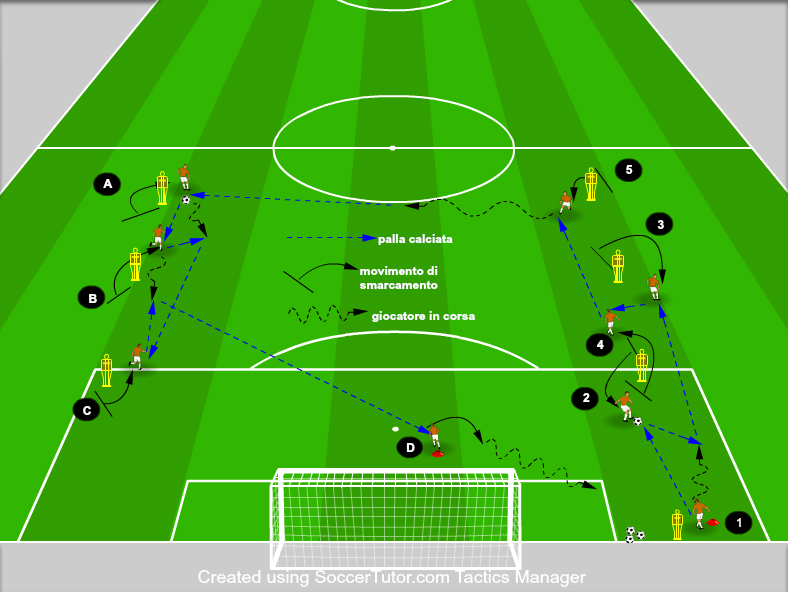 A
5
3
palla calciata
B
movimento di
smarcamento
giocatore in corsa
4
C
2
D
1
Created using SoccerTutor.com Tactics Manager